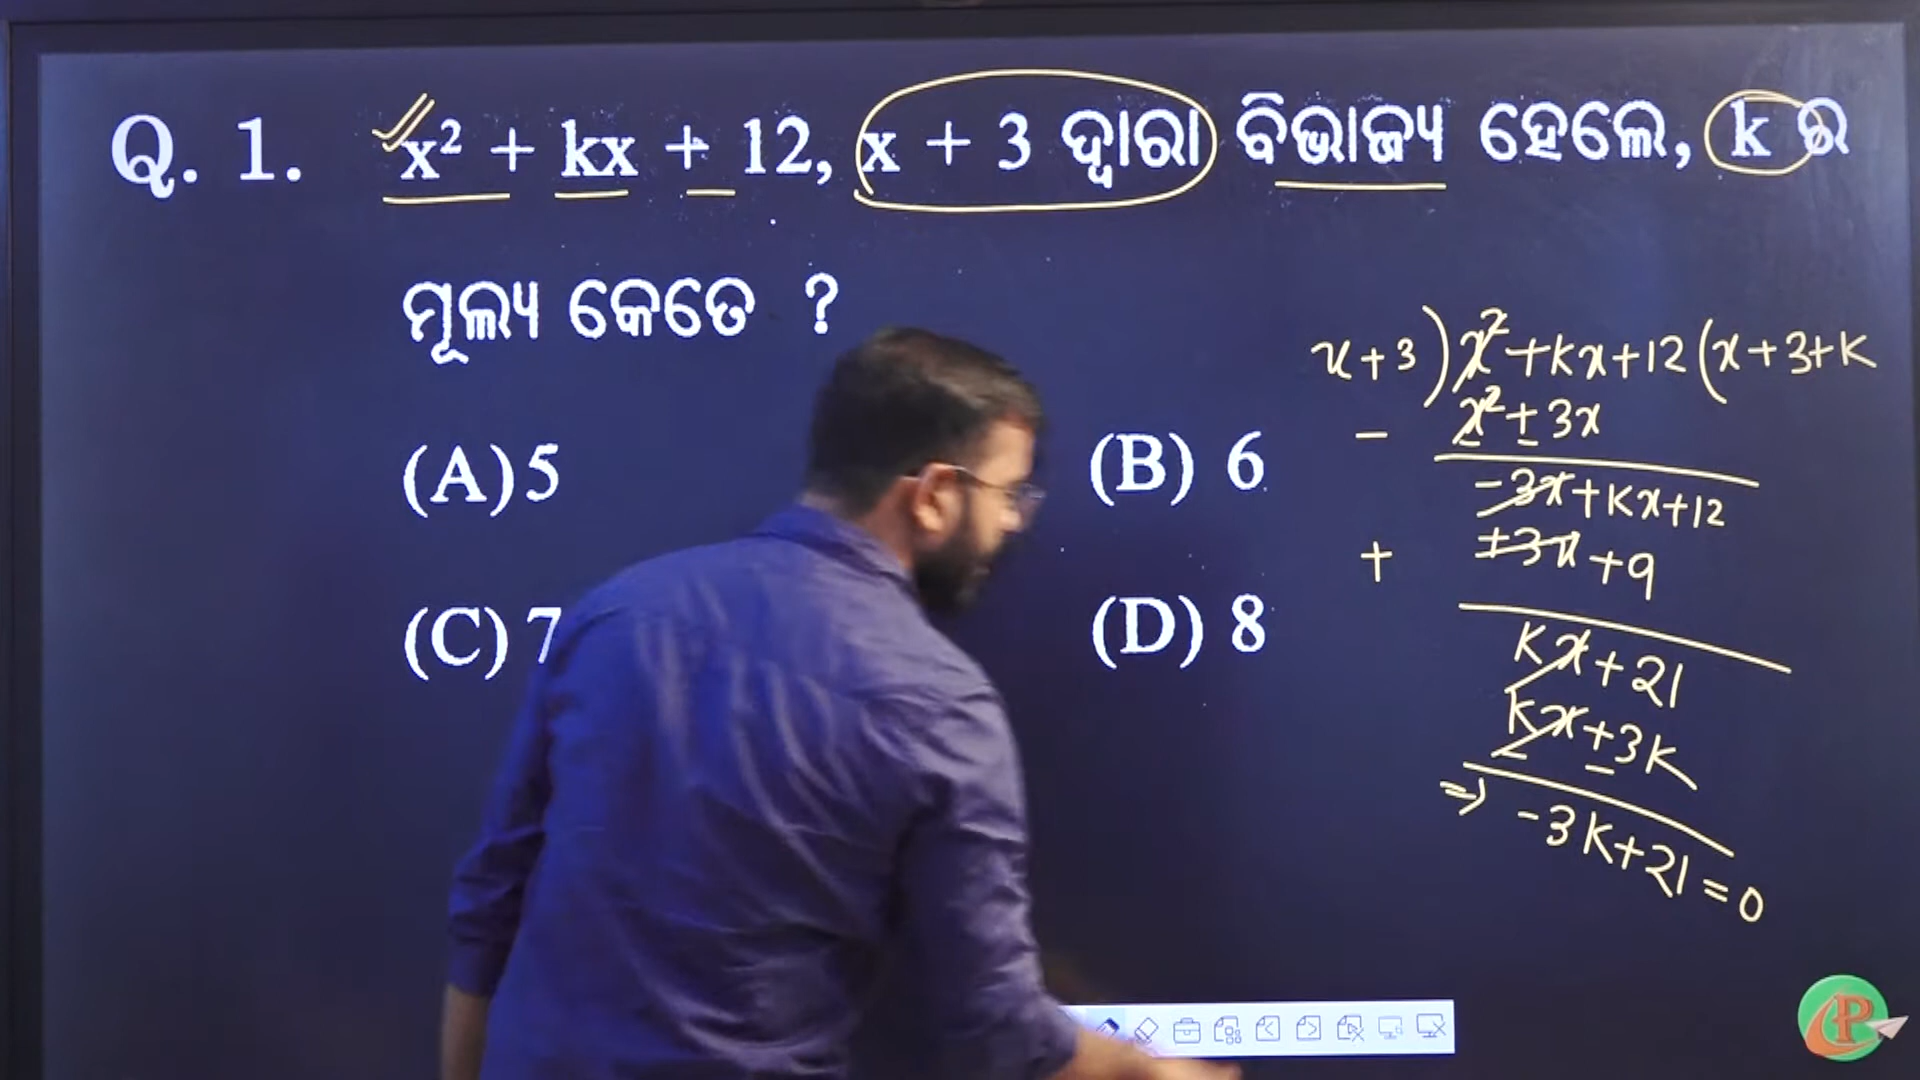 Q. 1. x² + kx + 12, x + 3 ଦ୍ୱାରା ବିଭାଜ୍ୟ ହେଲେ, k ର
ମୂଲ୍ୟ କେତେ ?
(A) 5
(B) 6
(C) 7
(D) 8
x+3)x²+kx+12(x+3+K
- x²+3x
-3x+Kx+12
+ ±3x+9
Kx+21
Kx+3K
⇒ -3K+21=0
P